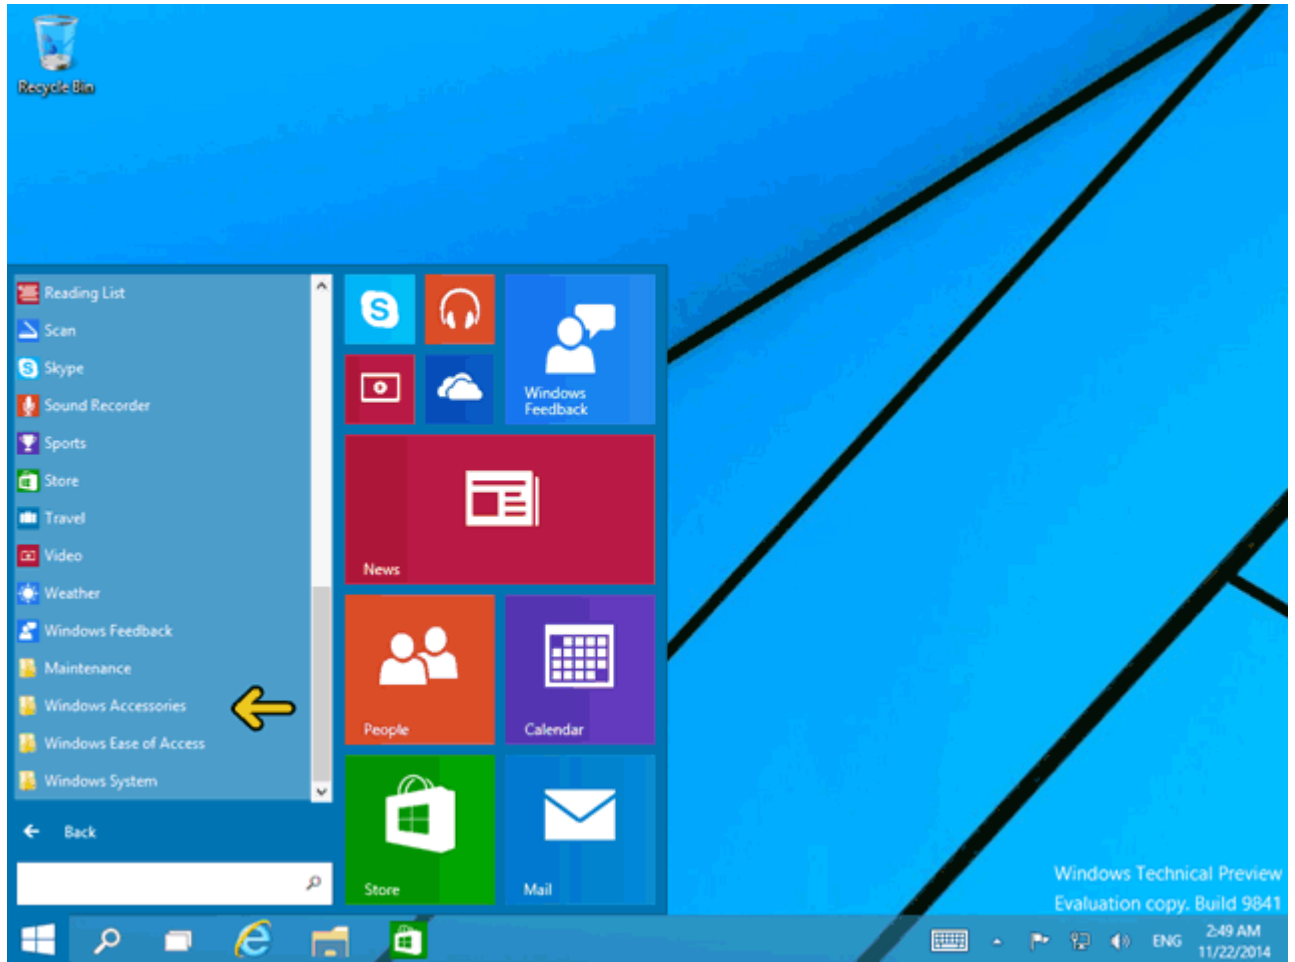 Recycle Bin
Reading List
Scan
Skype
Sound Recorder
Sports
Store
Travel
Video
Weather
Windows Feedback
Maintenance
Windows Accessories
Windows Ease of Access
Windows System
Back
Windows
Feedback
News
People
Calendar
Store
Mail
Windows Technical Preview
Evaluation copy. Build 9841
ENG
2:49 AM
11/22/2014